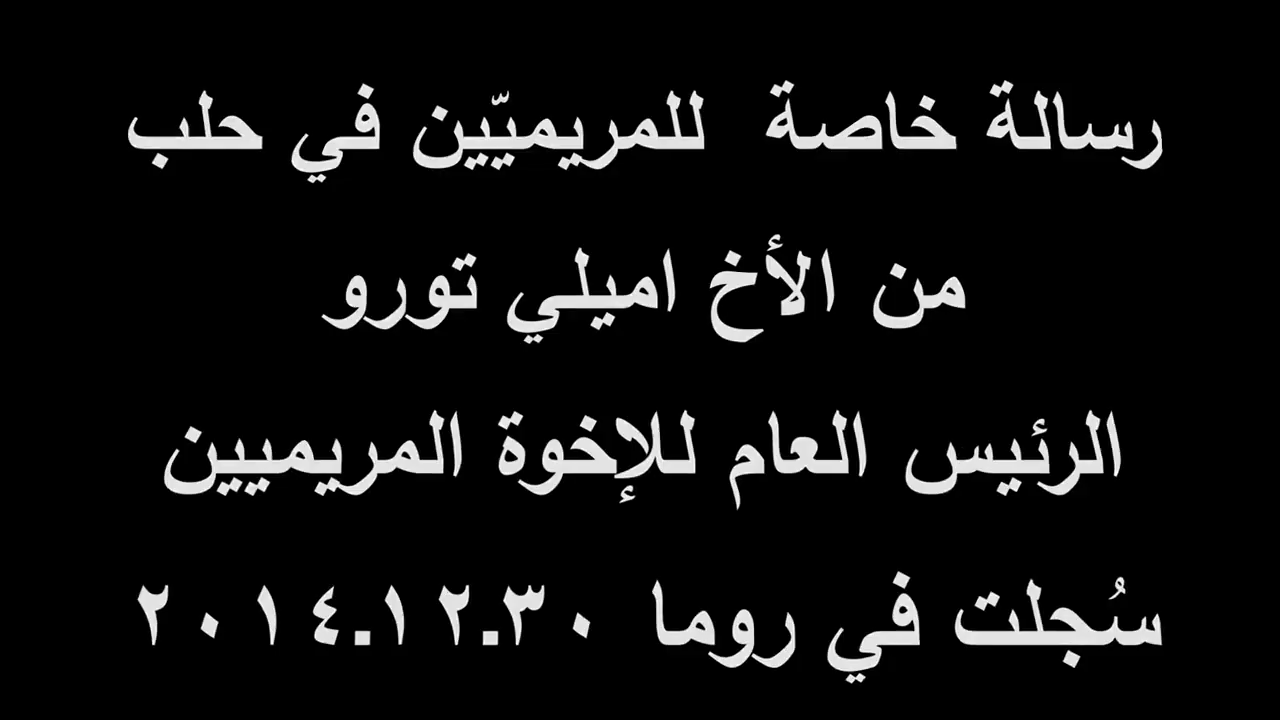 رسالة خاصة للمريميّين في حلب
من الأخ اميلي تورو
الرئيس العام للإخوة المريميين
سُجلت في روما ٢٠١٤.١٢.٣٠